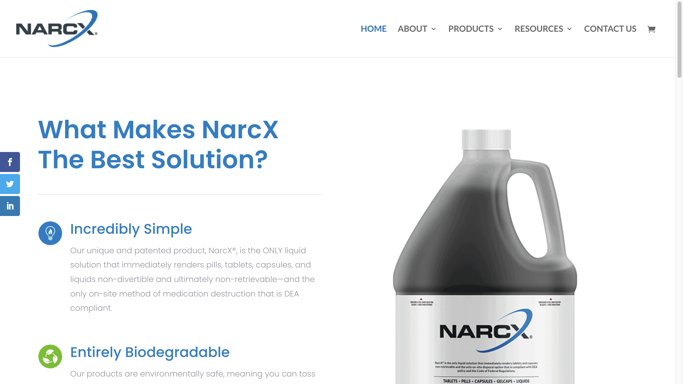 NARCX®
HOME
ABOUT
PRODUCTS
RESOURCES
CONTACT US
What Makes NarcX
The Best Solution?
Incredibly Simple
Our unique and patented product, NarcX®, is the ONLY liquid
solution that immediately renders pills, tablets, capsules, and
liquids non-divertible and ultimately non-retrievable—and the
only on-site method of medication destruction that is DEA
compliant.
Entirely Biodegradable
Our products are environmentally safe, meaning you can toss
NARCX®
TABLETS • PILLS • CAPSULES • GELCAPS • LIQUIDS